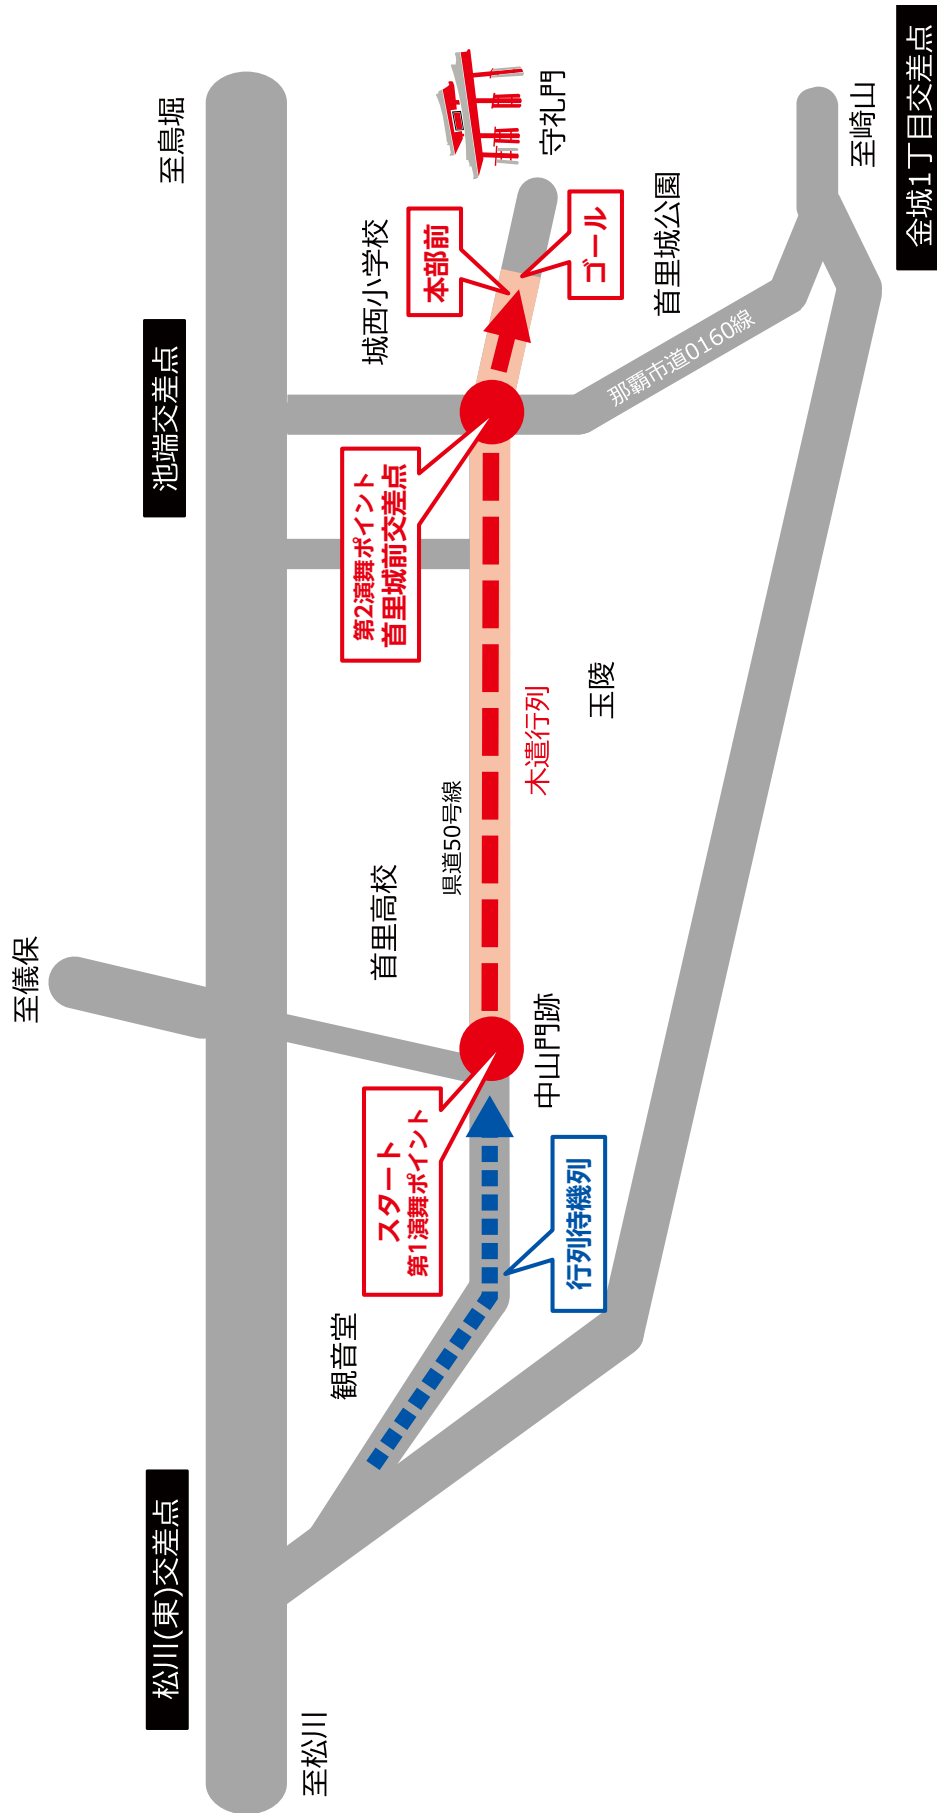 至儀保
松川(東)交差点
池端交差点
至鳥堀
至松川
観音堂
首里高校
城西小学校
スタート
第1演舞ポイント
第2演舞ポイント
首里城前交差点
本部前
県道50号線
木遣行列
中山門跡
行列待機列
玉陵
守礼門
ゴール
首里城公園
那覇市道0160線
至崎山
金城1丁目交差点